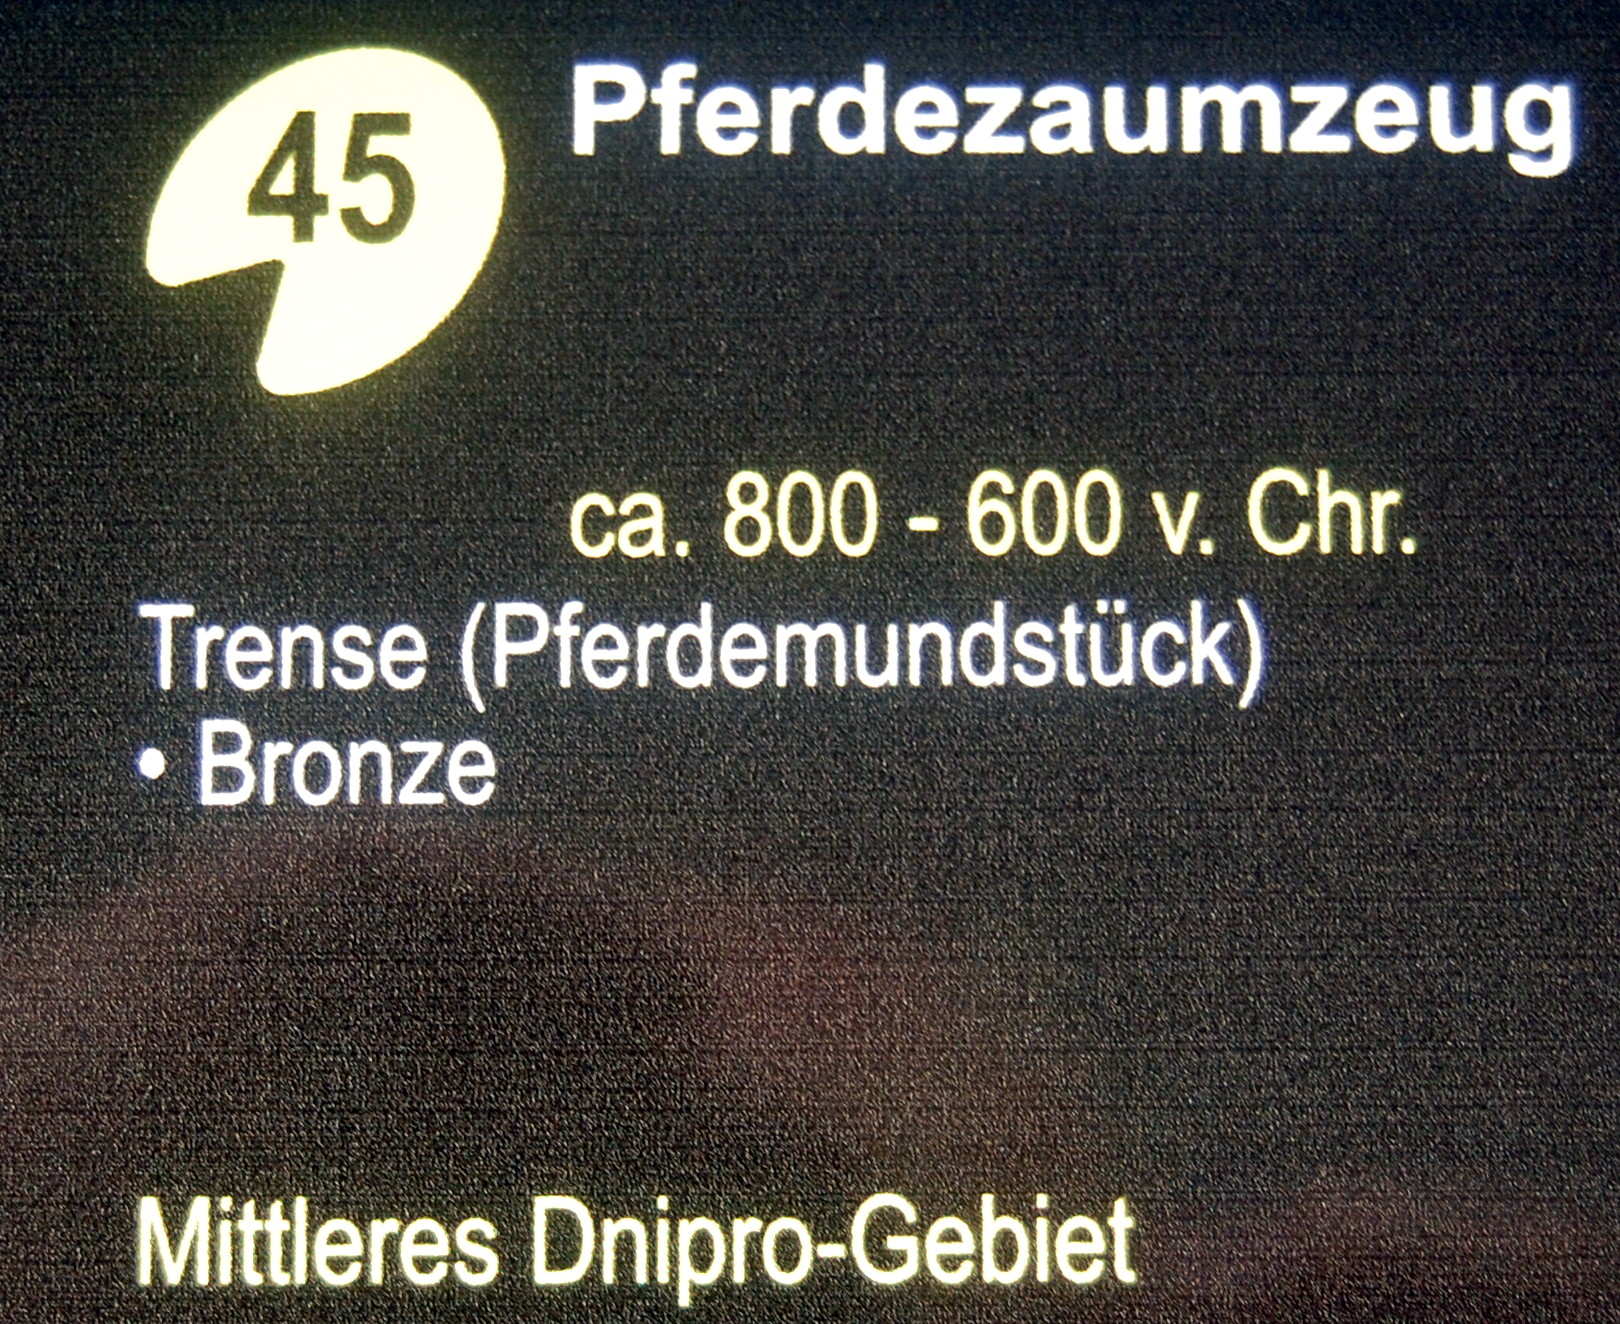 45
Pferdezaumzeug
ca. 800 - 600 v. Chr.
Trense (Pferdemundstück)
• Bronze
Mittleres Dnipro-Gebiet